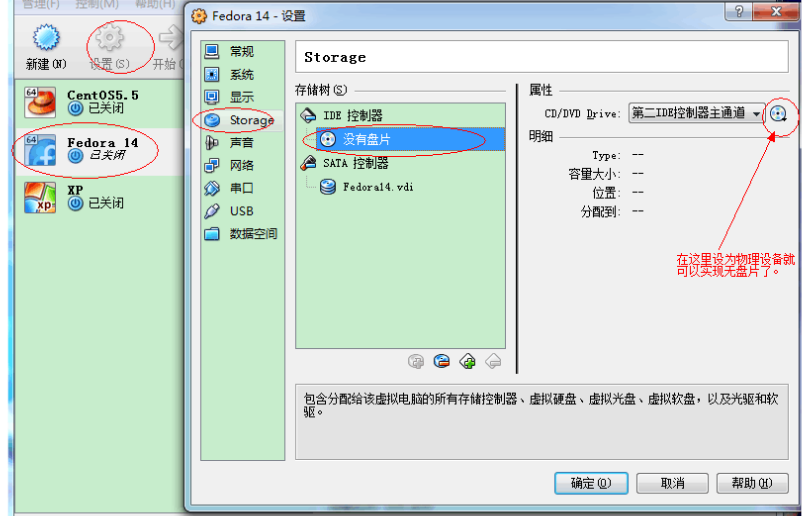 管理(F) 控制(M) 帮助(H)
新建(N) 设置(S) 开始(
64 CentOS5.5
已关闭
64 Fedora 14
已关闭
xp XP
已关闭
Fedora 14 - 设置
常规
系统
显示
Storage
声音
网络
串口
USB
数据空间
Storage
存储树(S)
IDE 控制器
没有盘片
SATA 控制器
Fedora14.vdi
属性
CD/DVD Drive: 第二IDE控制器主通道
明细
Type: --
容量大小: --
位置: --
分配到: --
在这里设为物理设备就
可以实现无盘片了。
包含分配给该虚拟电脑的所有存储控制器、虚拟硬盘、虚拟光盘、虚拟软盘，以及光驱和软
驱。
确定(O) 取消 帮助(H)